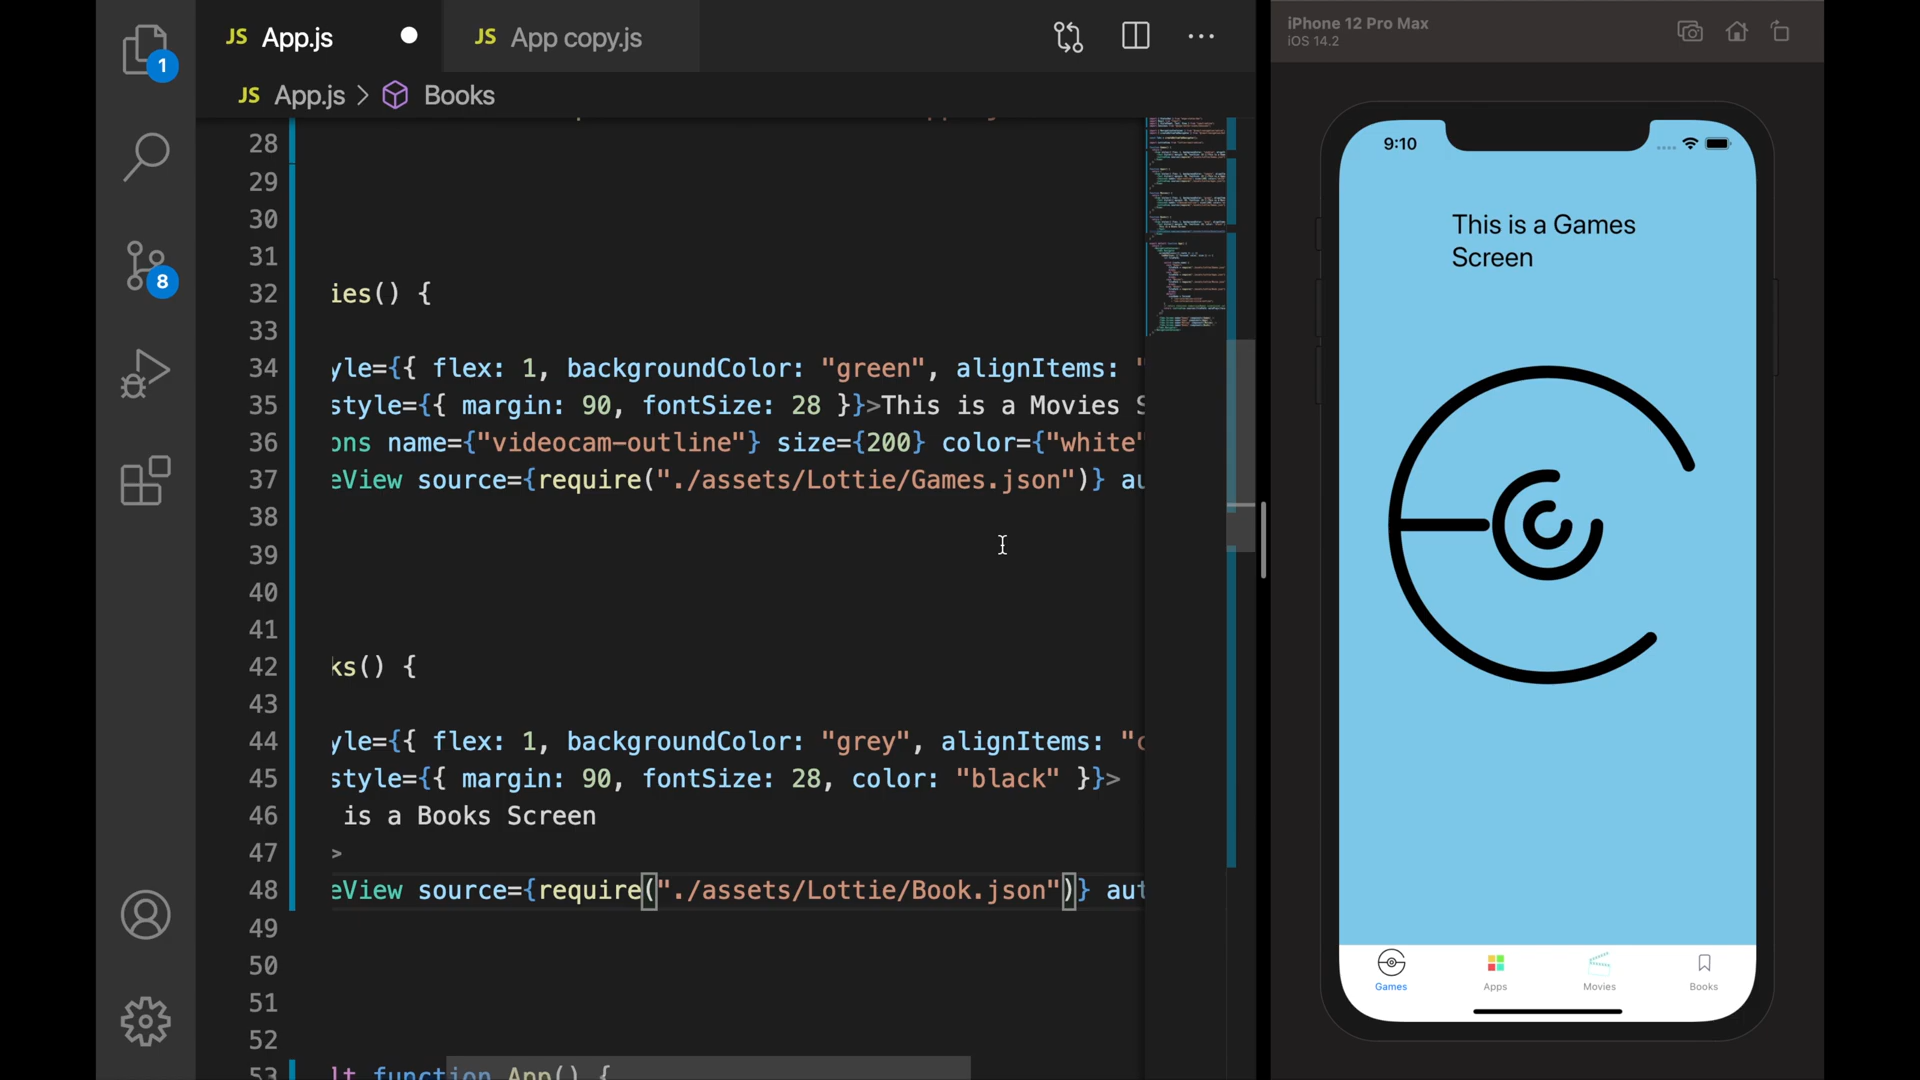 JS App.js
JS App copy.js
JS App.js > Books
1
8
28
29
30
31
32 ies() {
33
34 yle={{ flex: 1, backgroundColor: "green", alignItems: "
35 style={{ margin: 90, fontSize: 28 }}>This is a Movies S
36 ons name={"videocam-outline"} size={200} color={"white"
37 eView source={require("./assets/Lottie/Games.json")} au
38
39
40
41
42 ks() {
43
44 yle={{ flex: 1, backgroundColor: "grey", alignItems: "c
45 style={{ margin: 90, fontSize: 28, color: "black" }}>
46 is a Books Screen
47 >
48 eView source={require("./assets/Lottie/Book.json")} aut
49
50
51
52
53 lt function App() {
iPhone 12 Pro Max
iOS 14.2
9:10
This is a Games
Screen
Games
Apps
Movies
Books